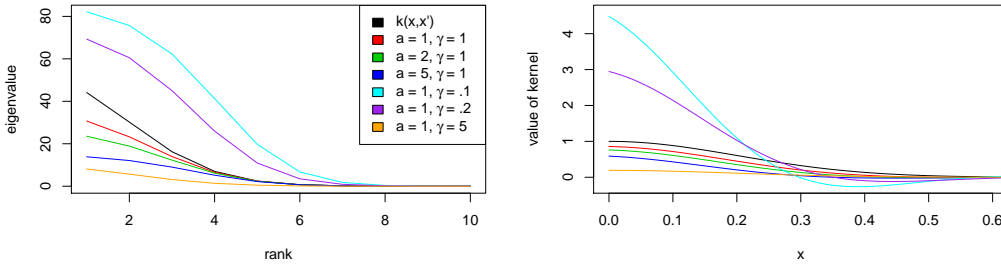 eigenvalue
80
60
40
20
0
2
4
6
8
10
rank
k(x,x')
a = 1, γ = 1
a = 2, γ = 1
a = 5, γ = 1
a = 1, γ = .1
a = 1, γ = .2
a = 1, γ = 5
value of kernel
4
3
2
1
0
0.0
0.1
0.2
0.3
0.4
0.5
0.6
x